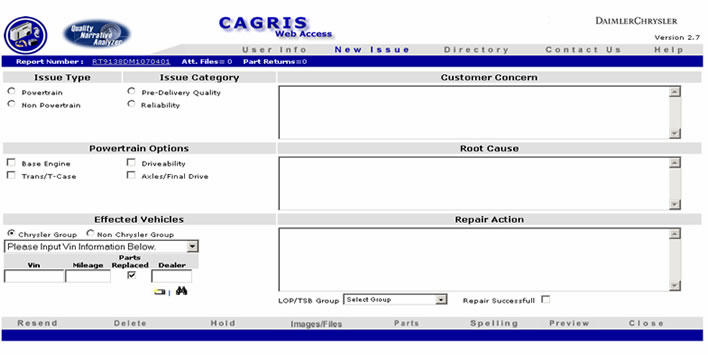 Quality Narrative Analyzer
CAGRIS
Web Access
DAIMLERCHRYSLER
Version 2.7
User Info New Issue Directory Contact Us Help
Report Number: RT9138DM1070401 Att. Files=0 Part Returns=0
Issue Type Issue Category Customer Concern
Povertrain Pre-Delivery Quality
Non Povertrain Reliability
Powertrain Options Root Cause
Base Engine Driveability
Trans/T-Case Axles/Final Drive
Effected Vehicles Repair Action
Chrysler Group Non Chrysler Group
Please Input Vin Information Below.
Vin Mileage Parts Replaced Dealer
LOP/TSB Group Select Group Repair Successfull
Resend Delete Hold Images/Files Parts Spelling Preview Close